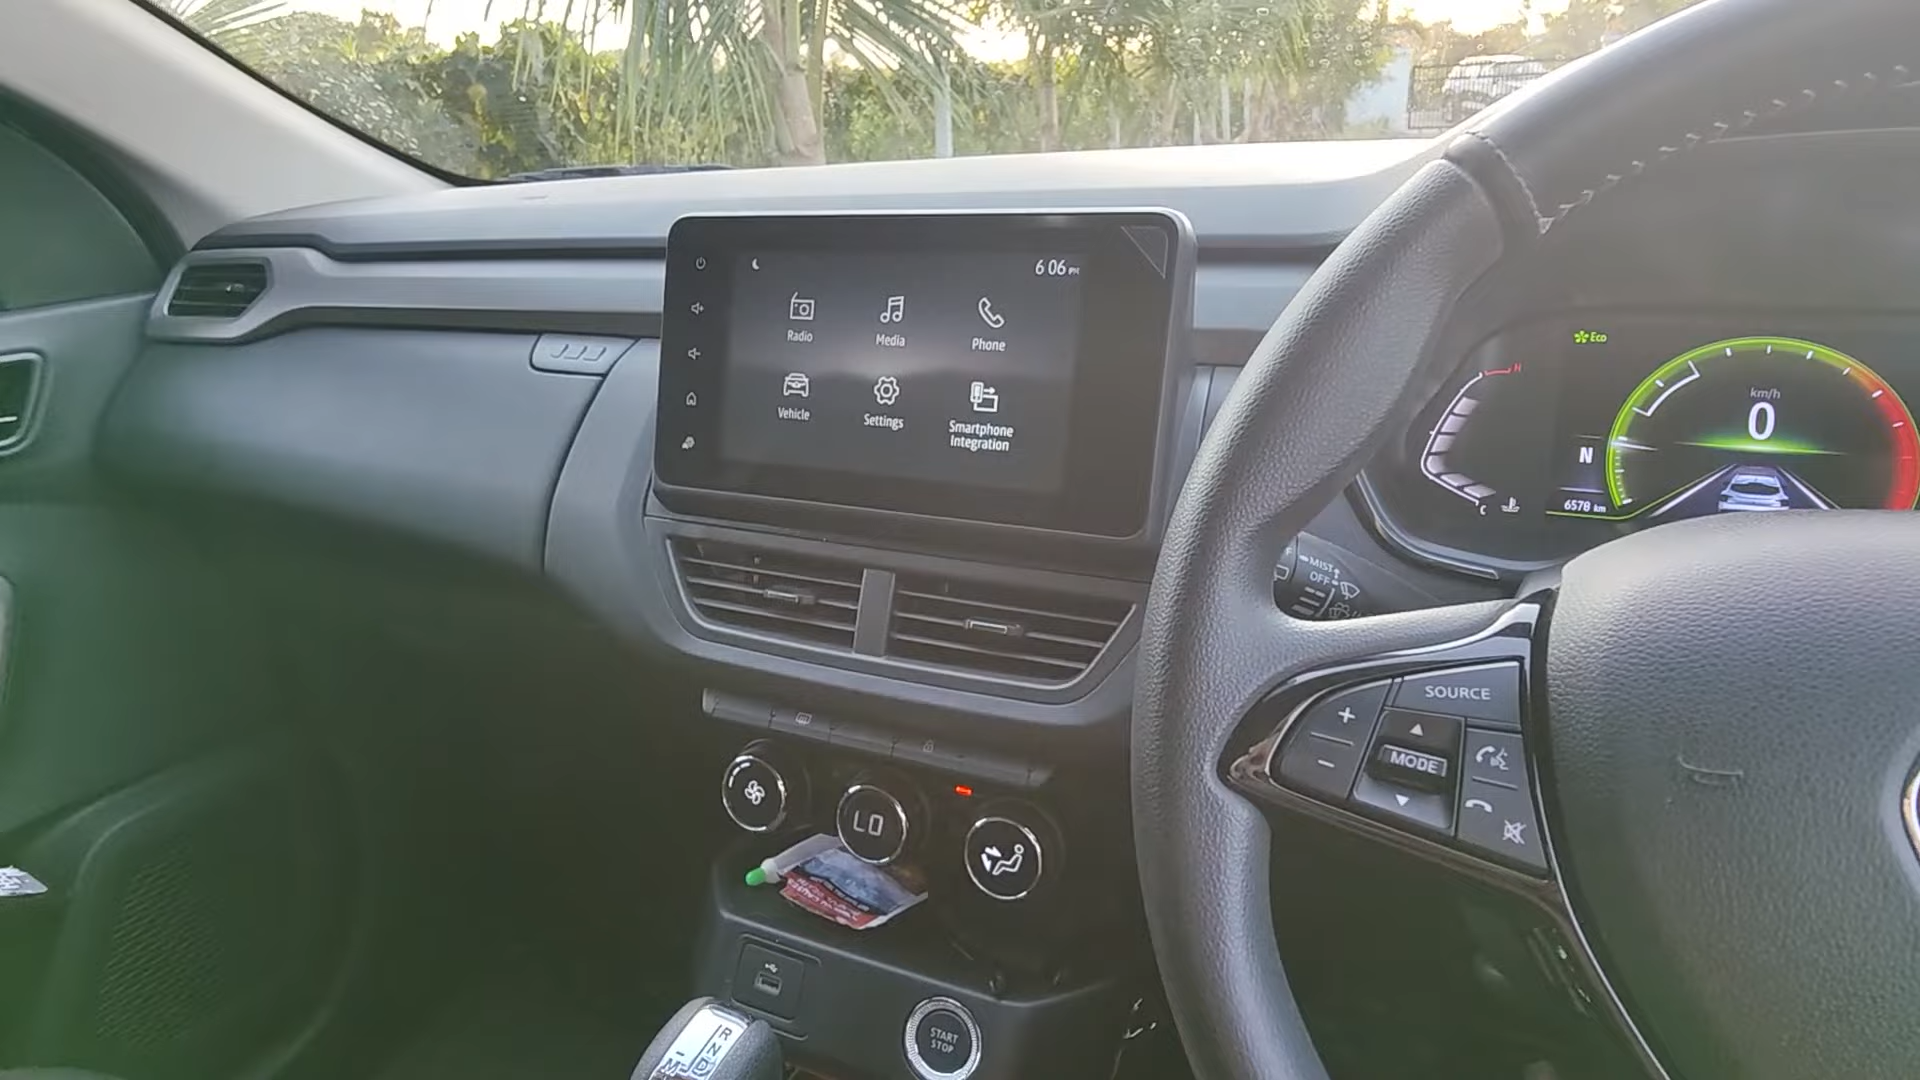 6 06 PM
Radio
Media
Phone
Vehicle
Settings
Smartphone
Integration
Eco
H
km/h
0
N
C
6578 km
MIST
OFF
SOURCE
+
-
MODE
LO
START
STOP
R
N
D
M
-